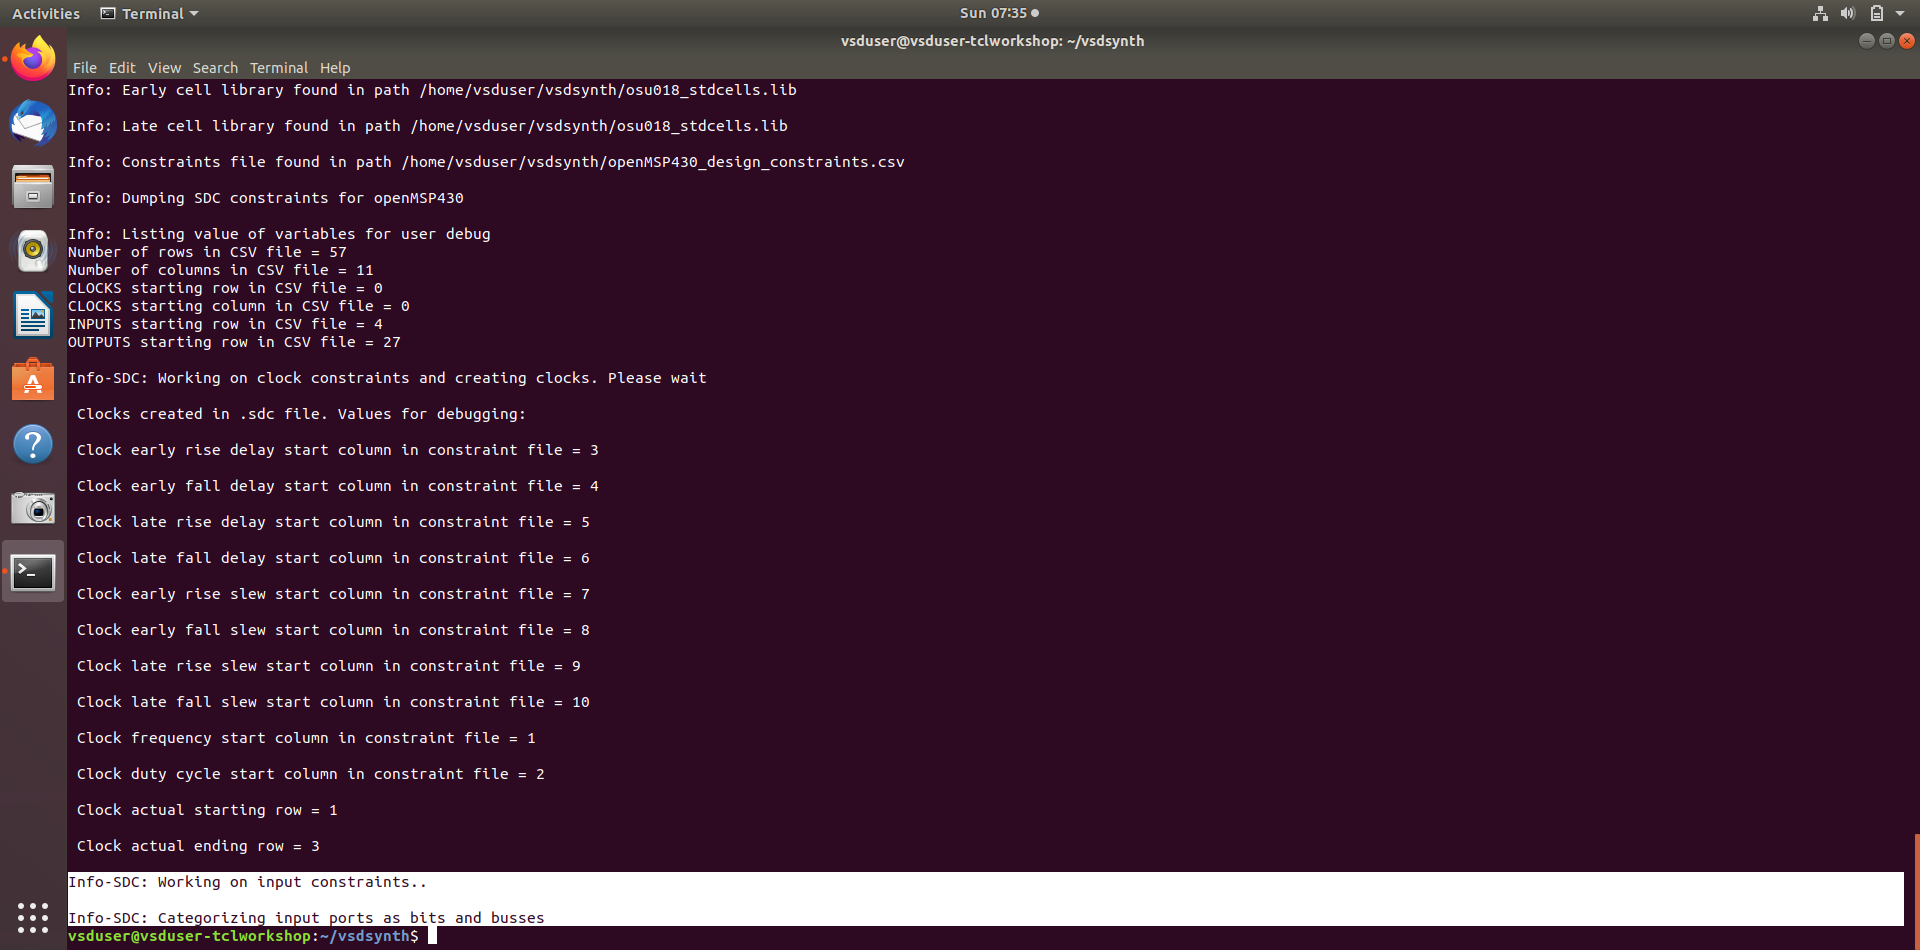 Activities Terminal Sun 07:35
vsduser@vsduser-tclworkshop: ~/vsdsynth
File Edit View Search Terminal Help
Info: Early cell library found in path /home/vsduser/vsdsynth/osu018_stdcells.lib
Info: Late cell library found in path /home/vsduser/vsdsynth/osu018_stdcells.lib
Info: Constraints file found in path /home/vsduser/vsdsynth/openMSP430_design_constraints.csv
Info: Dumping SDC constraints for openMSP430
Info: Listing value of variables for user debug
Number of rows in CSV file = 57
Number of columns in CSV file = 11
CLOCKS starting row in CSV file = 0
CLOCKS starting column in CSV file = 0
INPUTS starting row in CSV file = 4
OUTPUTS starting row in CSV file = 27
Info-SDC: Working on clock constraints and creating clocks. Please wait
Clocks created in .sdc file. Values for debugging:
Clock early rise delay start column in constraint file = 3
Clock early fall delay start column in constraint file = 4
Clock late rise delay start column in constraint file = 5
Clock late fall delay start column in constraint file = 6
Clock early rise slew start column in constraint file = 7
Clock early fall slew start column in constraint file = 8
Clock late rise slew start column in constraint file = 9
Clock late fall slew start column in constraint file = 10
Clock frequency start column in constraint file = 1
Clock duty cycle start column in constraint file = 2
Clock actual starting row = 1
Clock actual ending row = 3
Info-SDC: Working on input constraints..
Info-SDC: Categorizing input ports as bits and busses
vsduser@vsduser-tclworkshop:~/vsdsynth$